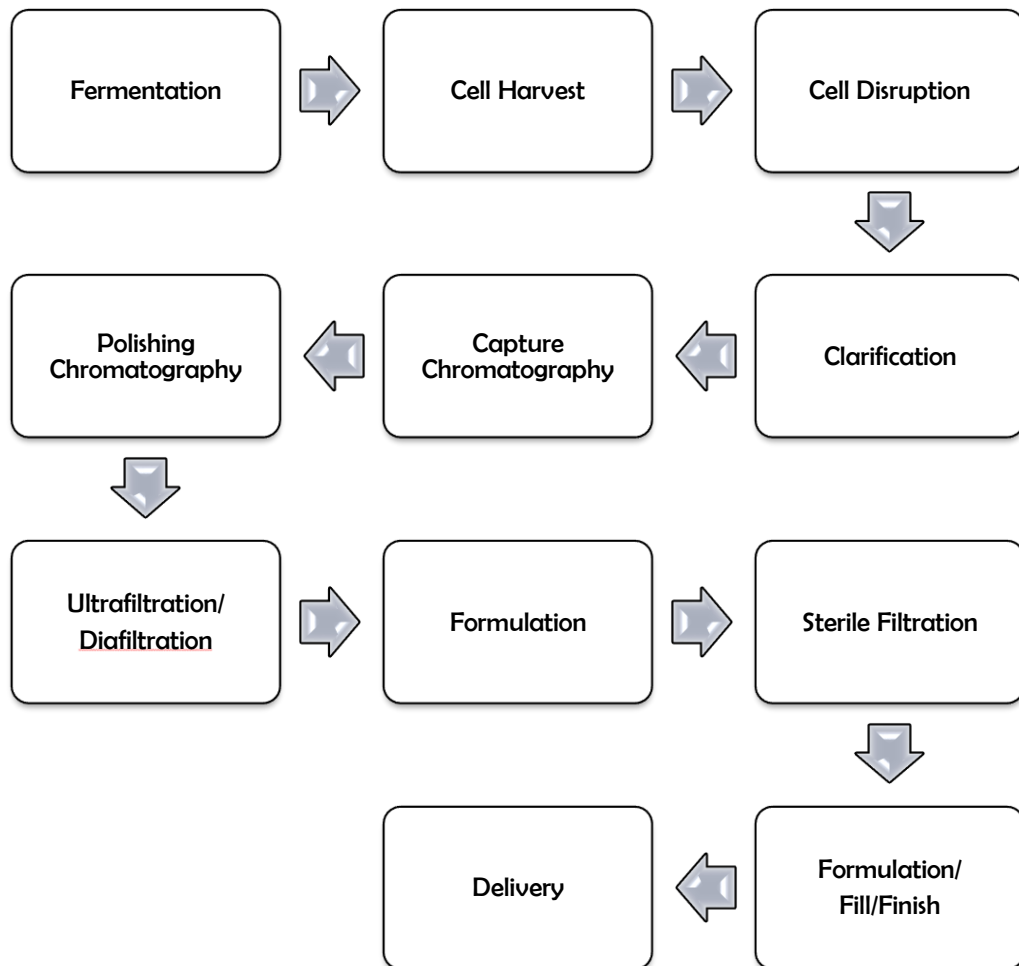 Fermentation
Cell Harvest
Cell Disruption
Clarification
Capture
Chromatography
Polishing
Chromatography
Ultrafiltration/
Diafiltration
Formulation
Sterile Filtration
Formulation/
Fill/Finish
Delivery